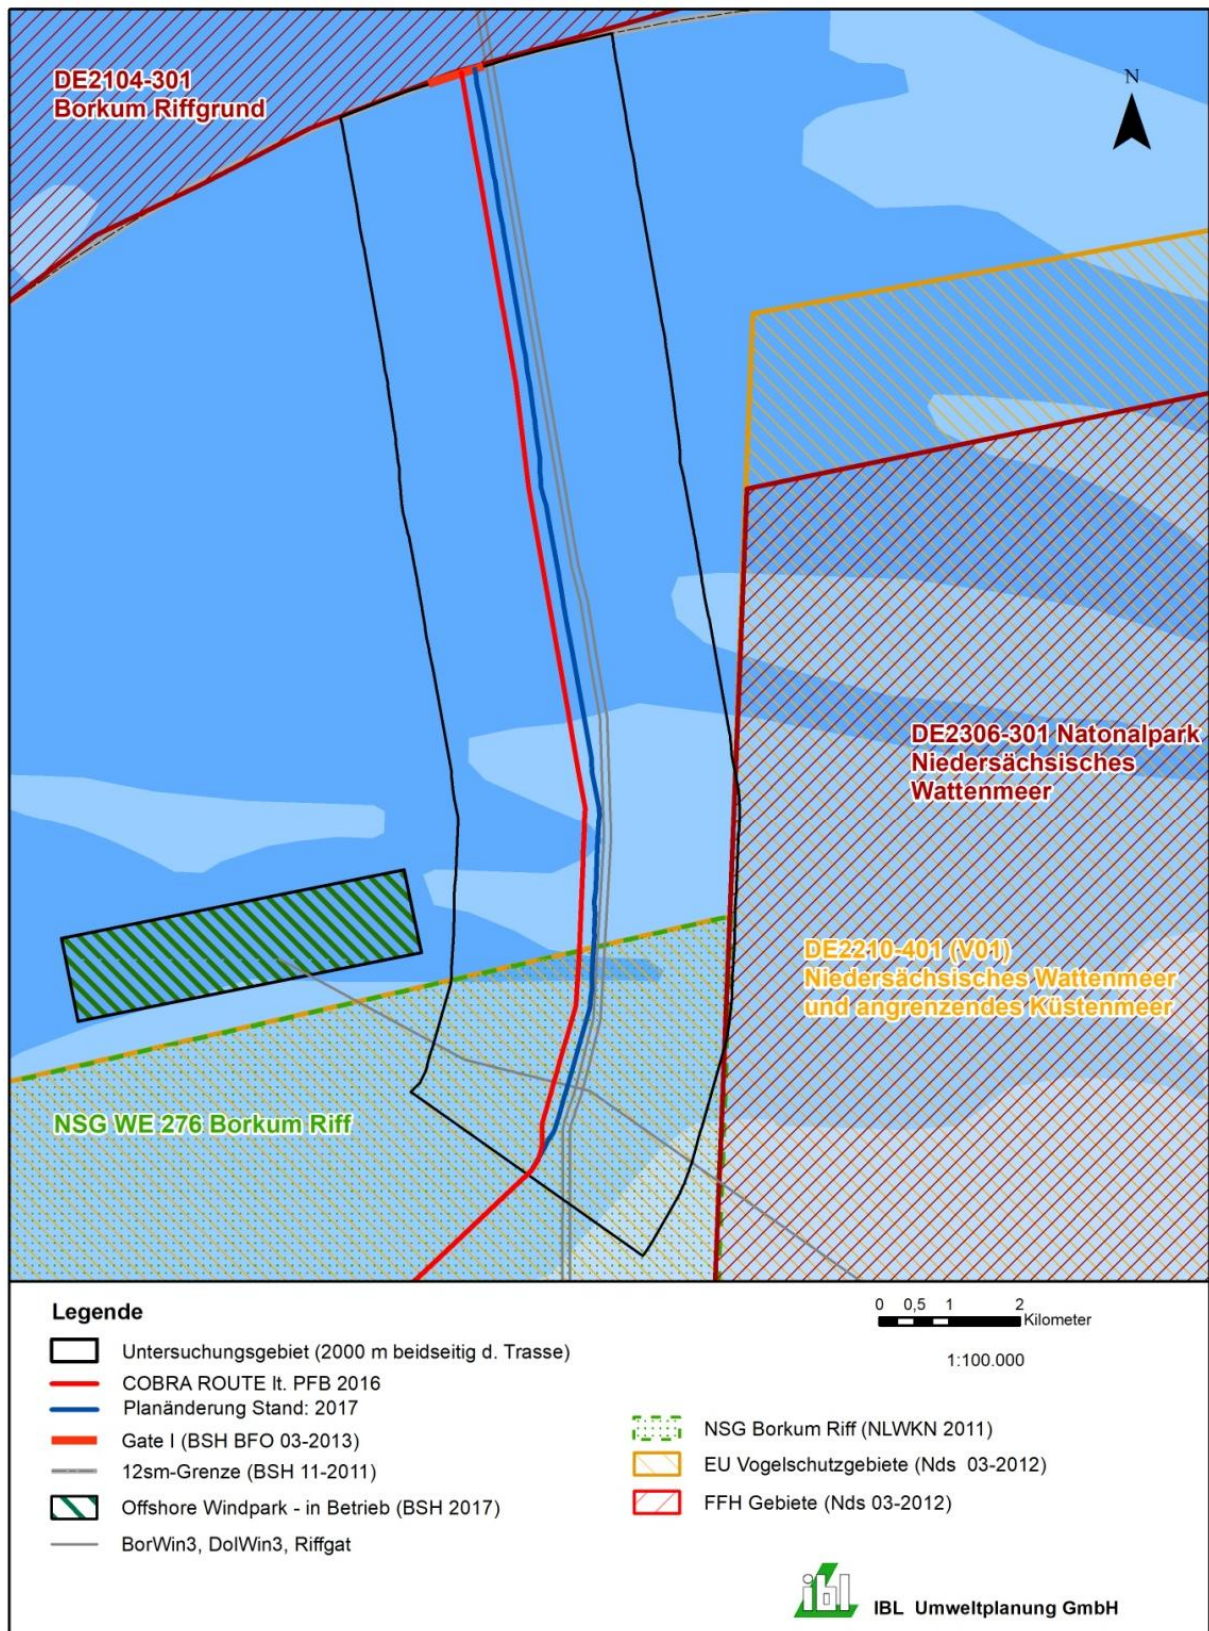 DE2104-301
Borkum Riffgrund
N
DE2306-301 Natonalpark
Niedersächsisches
Wattenmeer
DE2210-401 (V01)
Niedersächsisches Wattenmeer
und angrenzendes Küstenmeer
NSG WE 276 Borkum Riff
Legende
Untersuchungsgebiet (2000 m beidseitig d. Trasse)
COBRA ROUTE lt. PFB 2016
Planänderung Stand: 2017
Gate I (BSH BFO 03-2013)
12sm-Grenze (BSH 11-2011)
Offshore Windpark - in Betrieb (BSH 2017)
BorWin3, DolWin3, Riffgat
0 0,5 1 2
Kilometer
1:100.000
NSG Borkum Riff (NLWKN 2011)
EU Vogelschutzgebiete (Nds 03-2012)
FFH Gebiete (Nds 03-2012)
ibl IBL Umweltplanung GmbH